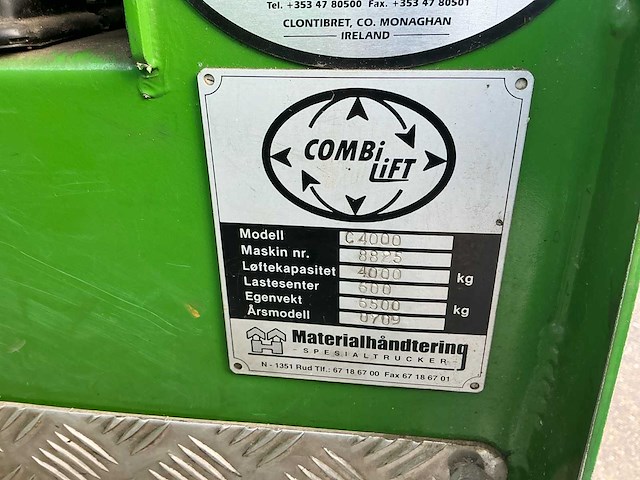 Tel. +353 47 80500 Fax. +353 47 80501
CLONTIBRET, CO. MONAGHAN
IRELAND
COMBi
LiFT
Modell C4000
Maskin nr.
Løftekapasitet 4000 kg
Lastesenter 600
Egenvekt 5500 kg
Årsmodell 0709
Materialhåndtering
SPESIALTRUCKER
N - 1351 Rud Tlf.: 67 18 67 00 Fax 67 18 67 01